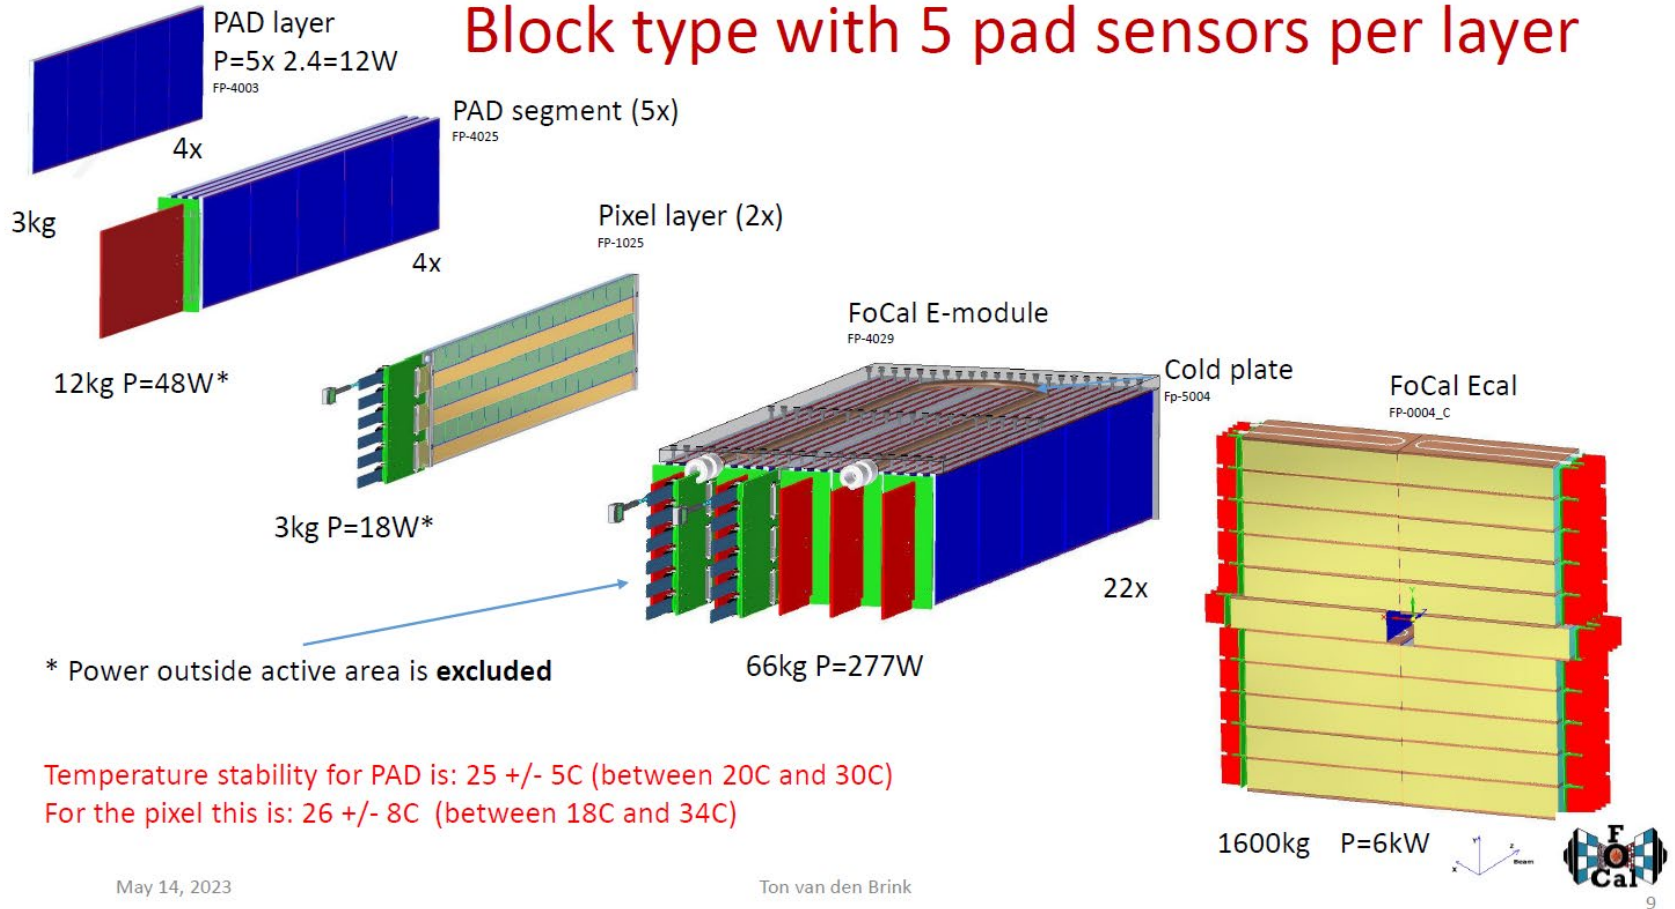 Block type with 5 pad sensors per layer
PAD layer
P=5x 2.4=12W
FP-4003
4x
3kg
PAD segment (5x)
FP-4025
4x
12kg P=48W*
Pixel layer (2x)
FP-1025
3kg P=18W*
FoCal E-module
FP-4029
Cold plate
Fp-5004
22x
66kg P=277W
FoCal Ecal
FP-0004_C
1600kg P=6kW
* Power outside active area is excluded
Temperature stability for PAD is: 25 +/- 5C (between 20C and 30C)
For the pixel this is: 26 +/- 8C (between 18C and 34C)
Y
Z
X
Beam
F
O
Cal
May 14, 2023
Ton van den Brink
9